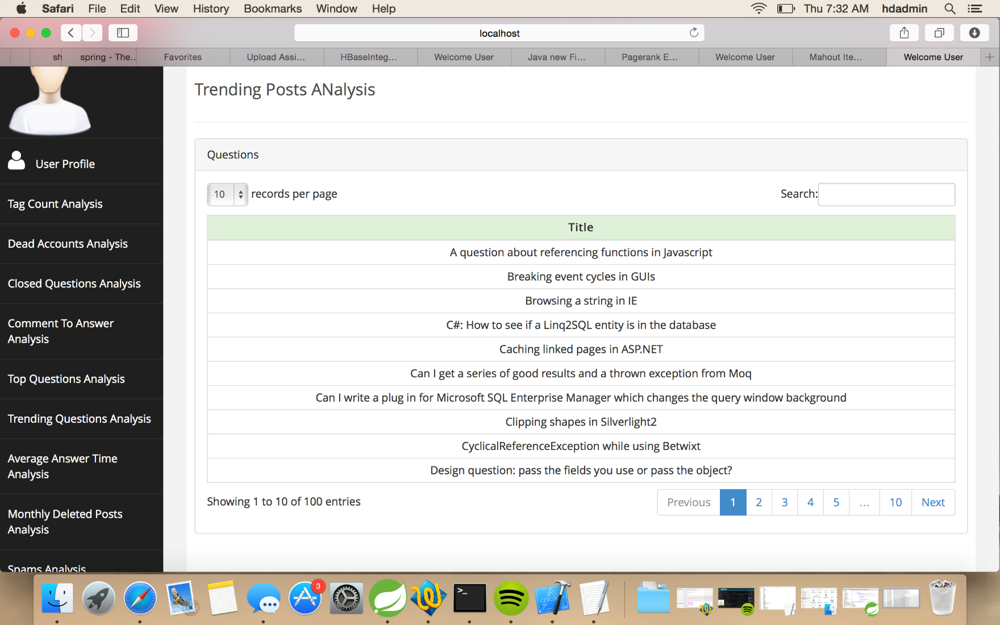 Safari File Edit View History Bookmarks Window Help Thu 7:32 AM hdadmin
localhost
sh spring - The... Favorites Upload Assi... HBaseInteg... Welcome User Java new Fi... Pagerank E... Welcome User Mahout Ite... Welcome User
User Profile
Tag Count Analysis
Dead Accounts Analysis
Closed Questions Analysis
Comment To Answer
Analysis
Top Questions Analysis
Trending Questions Analysis
Average Answer Time
Analysis
Monthly Deleted Posts
Analysis
Spams Analysis
Trending Posts ANalysis
Questions
10 records per page Search:
Title
A question about referencing functions in Javascript
Breaking event cycles in GUIs
Browsing a string in IE
C#: How to see if a Linq2SQL entity is in the database
Caching linked pages in ASP.NET
Can I get a series of good results and a thrown exception from Moq
Can I write a plug in for Microsoft SQL Enterprise Manager which changes the query window background
Clipping shapes in Silverlight2
CyclicalReferenceException while using Betwixt
Design question: pass the fields you use or pass the object?
Showing 1 to 10 of 100 entries Previous 1 2 3 4 5 ... 10 Next
3